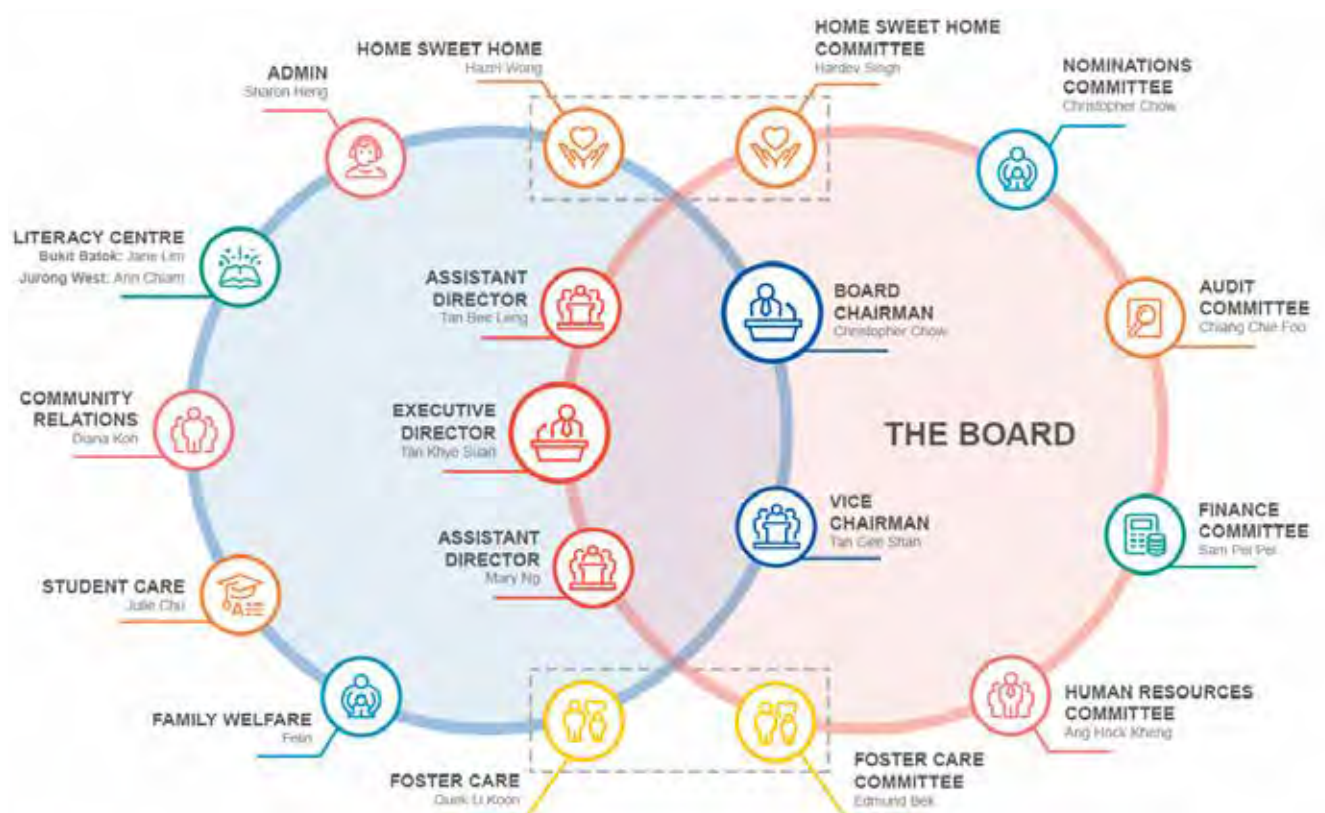 HOME SWEET HOME
Hazel Wong
HOME SWEET HOME
COMMITTEE
Hardev Singh
ADMIN
Sharon Heng
NOMINATIONS
COMMITTEE
Christopher Chow
LITERACY CENTRE
Bukit Batok: Jane Lim
Jurong West: Ann Chiam
ASSISTANT
DIRECTOR
Tan Bee Leng
BOARD
CHAIRMAN
Christopher Chow
AUDIT
COMMITTEE
Chiang Chie Foo
COMMUNITY
RELATIONS
Diana Koh
EXECUTIVE
DIRECTOR
Tan Khye Suan
THE BOARD
ASSISTANT
DIRECTOR
Mary Ng
VICE
CHAIRMAN
Tan Gee Shan
FINANCE
COMMITTEE
Sam Pei Pei
STUDENT CARE
Julie Chu
FAMILY WELFARE
HUMAN RESOURCES
COMMITTEE
Ang Hock Kheng
FOSTER CARE
Quek Li Koon
FOSTER CARE
COMMITTEE
Edmund Bek